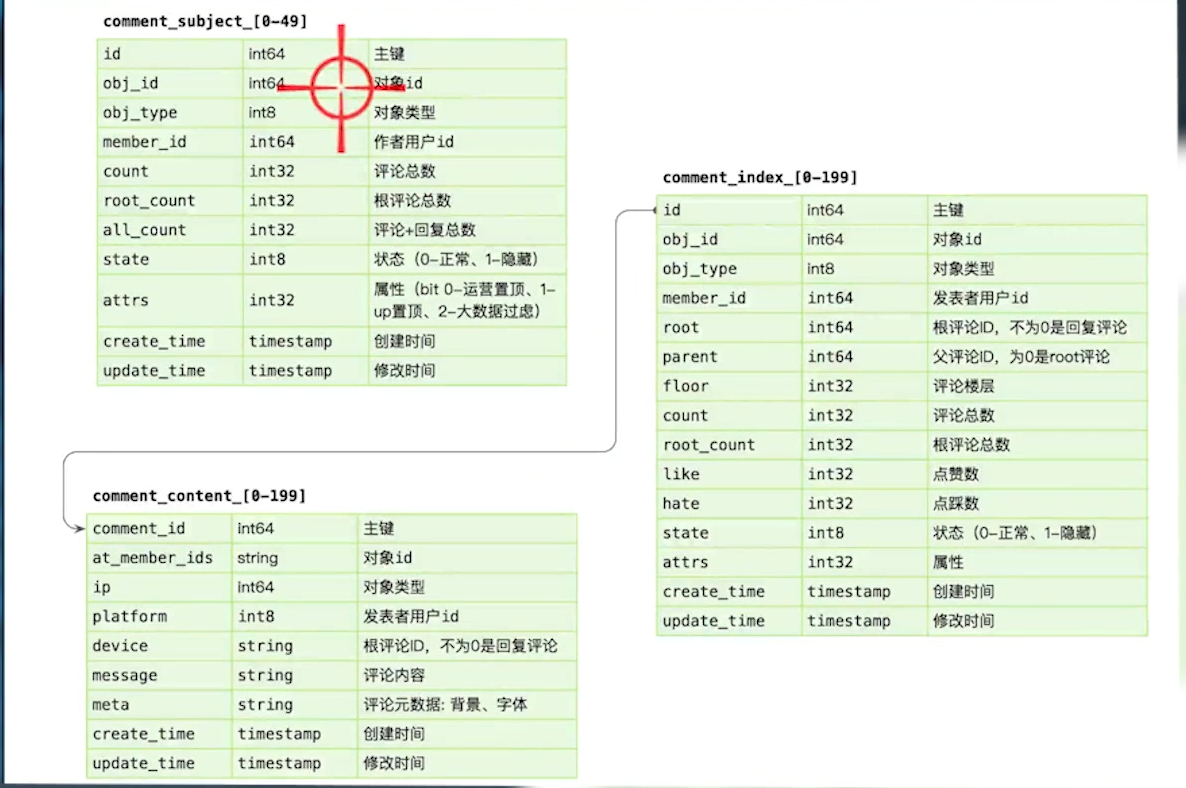 comment_subject_[0-49]
id int64 主键
obj_id int64 对象id
obj_type int8 对象类型
member_id int64 作者用户id
count int32 评论总数
root_count int32 根评论总数
all_count int32 评论+回复总数
state int8 状态（0-正常、1-隐藏）
attrs int32 属性（bit 0-运营置顶、1-
up置顶、2-大数据过虑）
create_time timestamp 创建时间
update_time timestamp 修改时间
comment_index_[0-199]
id int64 主键
obj_id int64 对象id
obj_type int8 对象类型
member_id int64 发表者用户id
root int64 根评论ID，不为0是回复评论
parent int64 父评论ID，为0是root评论
floor int32 评论楼层
count int32 评论总数
root_count int32 根评论总数
like int32 点赞数
hate int32 点踩数
state int8 状态（0-正常、1-隐藏）
attrs int32 属性
create_time timestamp 创建时间
update_time timestamp 修改时间
comment_content_[0-199]
comment_id int64 主键
at_member_ids string 对象id
ip int64 对象类型
platform int8 发表者用户id
device string 根评论ID，不为0是回复评论
message string 评论内容
meta string 评论元数据: 背景、字体
create_time timestamp 创建时间
update_time timestamp 修改时间